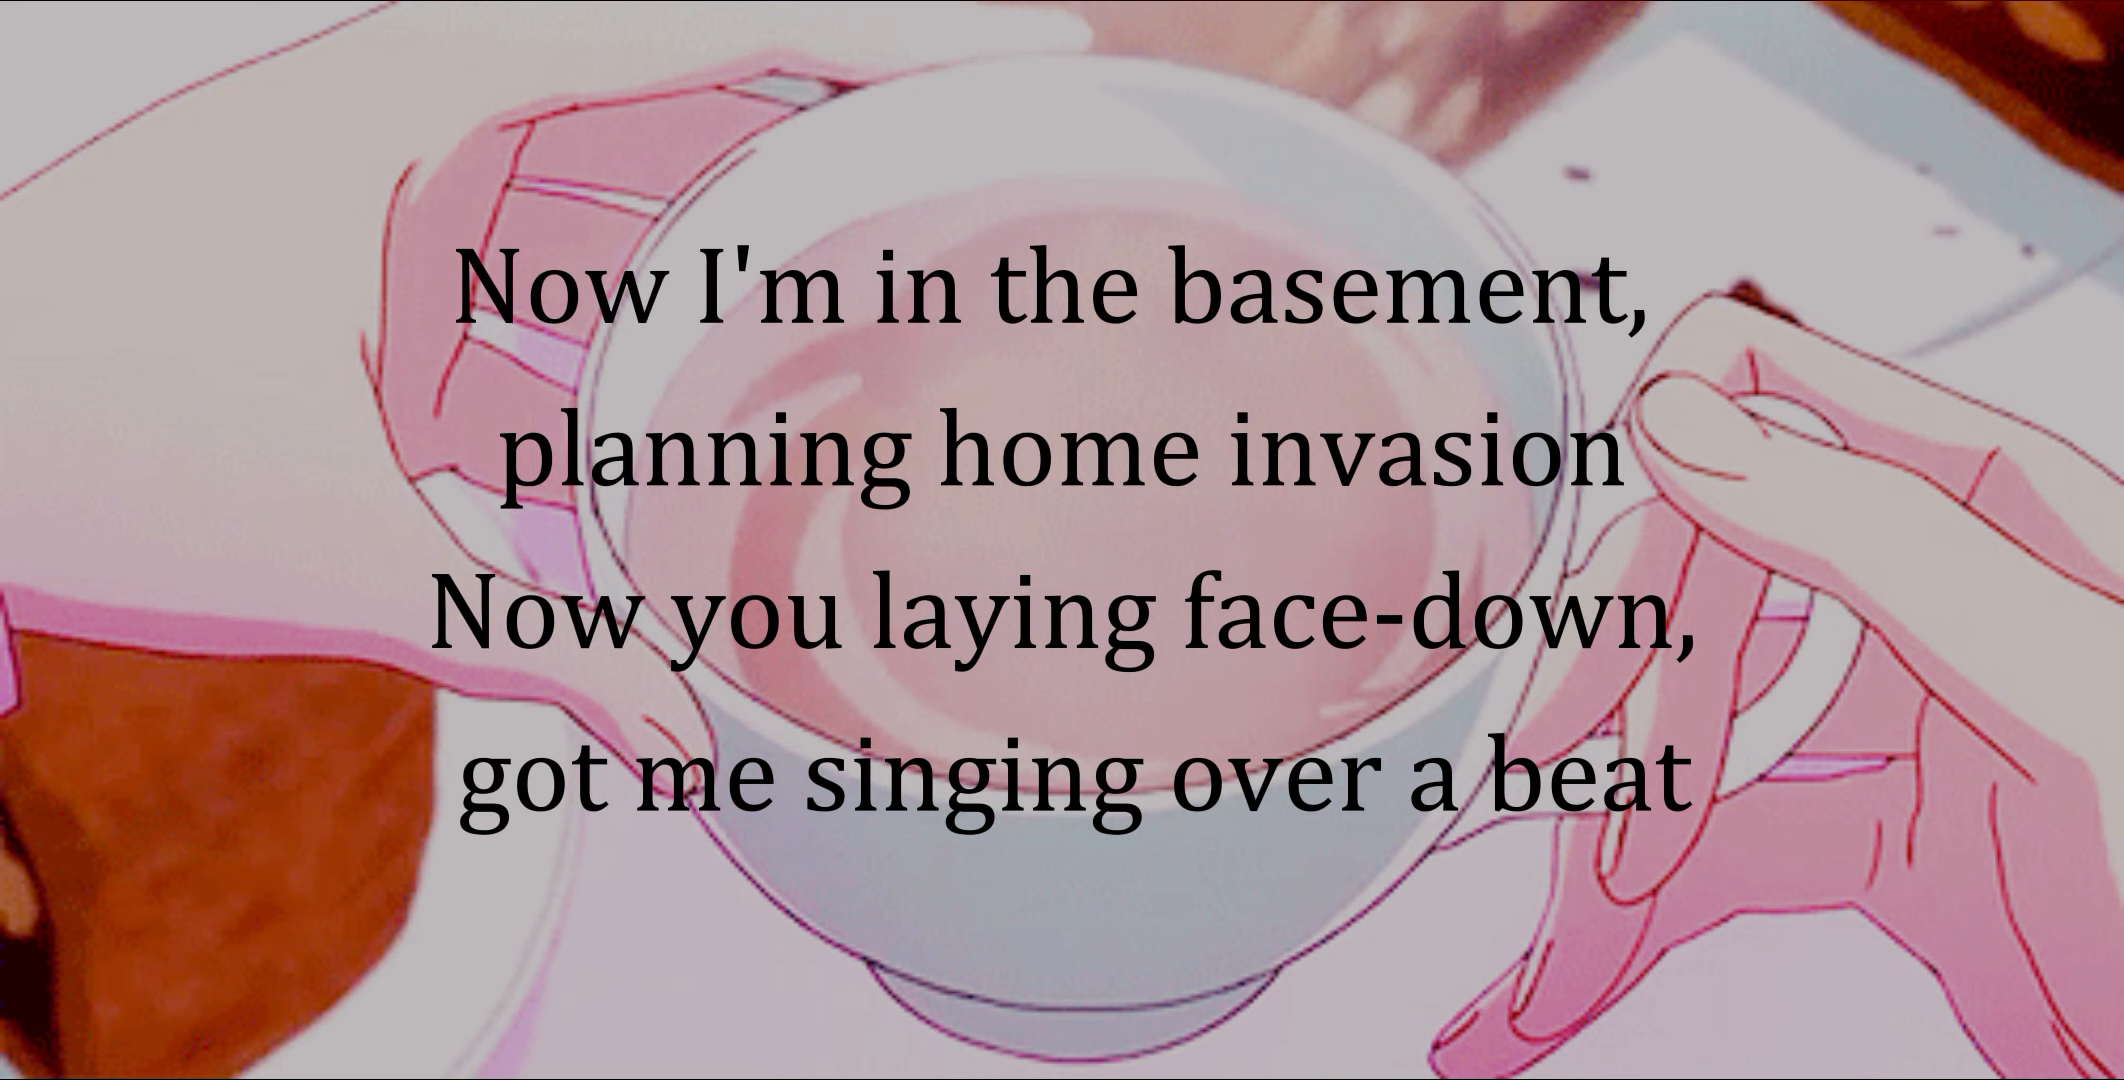 Now I'm in the basement,
planning home invasion
Now you laying face-down,
got me singing over a beat